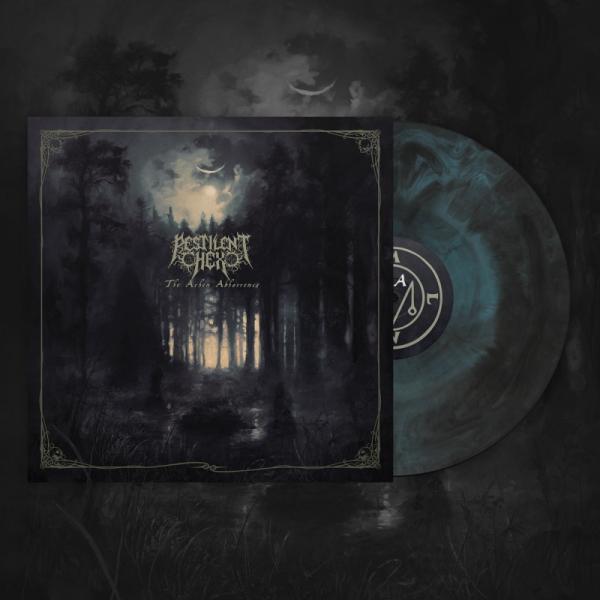 PESTILENT
HEX
The Ashen Abhorrence
A
L
A